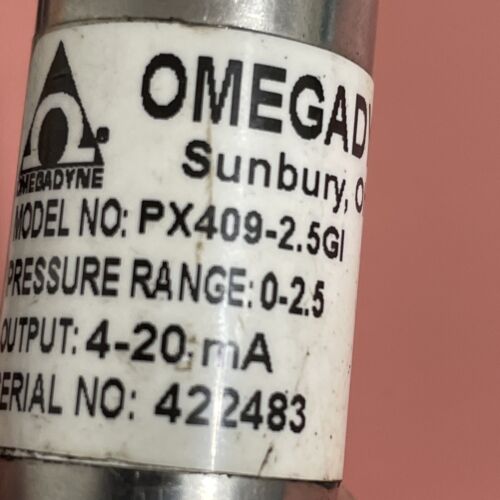 Ω
OMEGADYNE
OMEGADY
Sunbury, O
MODEL NO: PX409-2.5GI
PRESSURE RANGE: 0-2.5
OUTPUT: 4-20 mA
ERIAL NO: 422483